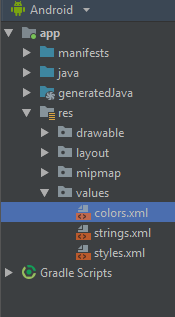 Android
app
manifests
java
generatedJava
res
drawable
layout
mipmap
values
colors.xml
strings.xml
styles.xml
Gradle Scripts